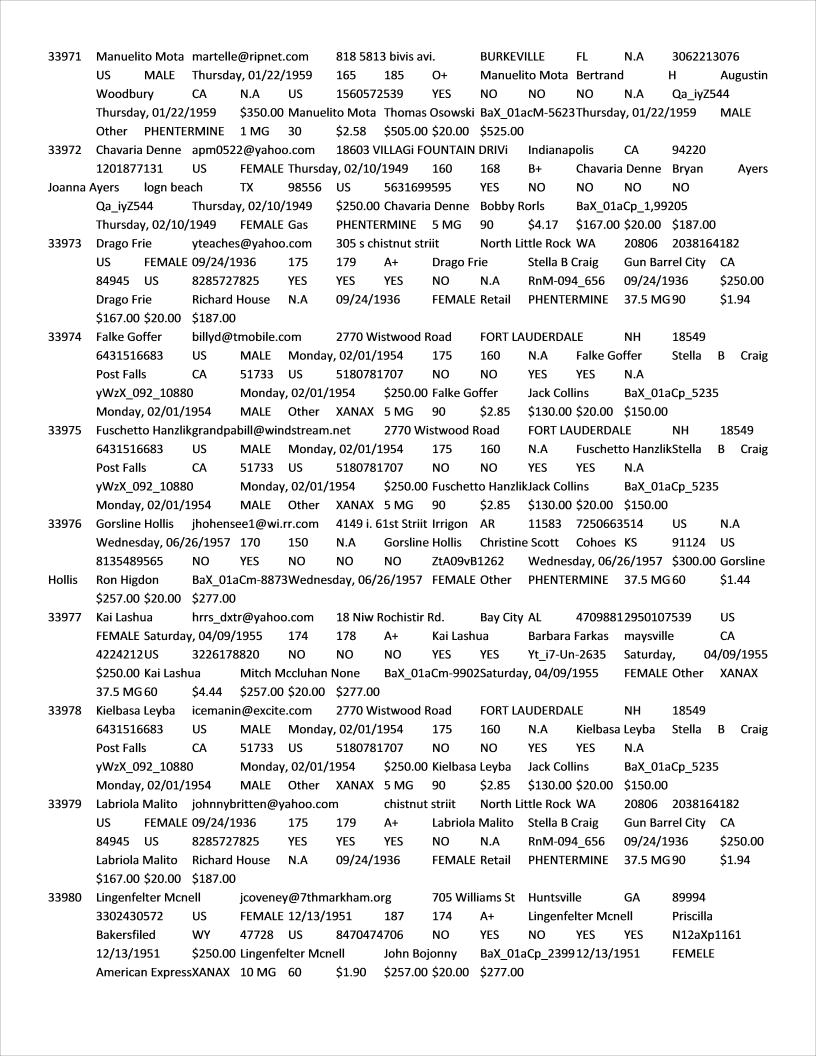 33971 Manuelito Mota martelle@ripnet.com 818 5813 bivis avi. BURKEVILLE FL N.A 3062213076
US MALE Thursday, 01/22/1959 165 185 O+ Manuelito Mota Bertrand H Augustin
Woodbury CA N.A US 1560572539 YES NO NO NO N.A Qa_iyZ544
Thursday, 01/22/1959 $350.00 Manuelito Mota Thomas Osowski BaX_01acM-5623Thursday, 01/22/1959 MALE
Other PHENTERMINE 1 MG 30 $2.58 $505.00 $20.00 $525.00
33972 Chavaria Denne apm0522@yahoo.com 18603 VILLAGi FOUNTAIN DRIVi Indianapolis CA 94220
1201877131 US FEMALE Thursday, 02/10/1949 160 168 B+ Chavaria Denne Bryan Ayers
Joanna Ayers logn beach TX 98556 US 5631699595 YES NO NO NO NO
Qa_iyZ544 Thursday, 02/10/1949 $250.00 Chavaria Denne Bobby Rorls BaX_01aCp_1,99205
Thursday, 02/10/1949 FEMALE Gas PHENTERMINE 5 MG 90 $4.17 $167.00 $20.00 $187.00
33973 Drago Frie yteaches@yahoo.com 305 s chistnut striit North Little Rock WA 20806 2038164182
US FEMALE 09/24/1936 175 179 A+ Drago Frie Stella B Craig Gun Barrel City CA
84945 US 8285727825 YES YES YES NO N.A RnM-094_656 09/24/1936 $250.00
Drago Frie Richard House N.A 09/24/1936 FEMALE Retail PHENTERMINE 37.5 MG 90 $1.94
$167.00 $20.00 $187.00
33974 Falke Goffer billyd@tmobile.com 2770 Wistwood Road FORT LAUDERDALE NH 18549
6431516683 US MALE Monday, 02/01/1954 175 160 N.A Falke Goffer Stella B Craig
Post Falls CA 51733 US 5180781707 NO NO YES YES N.A
yWzX_092_10880 Monday, 02/01/1954 $250.00 Falke Goffer Jack Collins BaX_01aCp_5235
Monday, 02/01/1954 MALE Other XANAX 5 MG 90 $2.85 $130.00 $20.00 $150.00
33975 Fuschetto Hanzlikgrandpabill@windstream.net 2770 Wistwood Road FORT LAUDERDALE NH 18549
6431516683 US MALE Monday, 02/01/1954 175 160 N.A Fuschetto HanzlikStella B Craig
Post Falls CA 51733 US 5180781707 NO NO YES YES N.A
yWzX_092_10880 Monday, 02/01/1954 $250.00 Fuschetto HanzlikJack Collins BaX_01aCp_5235
Monday, 02/01/1954 MALE Other XANAX 5 MG 90 $2.85 $130.00 $20.00 $150.00
33976 Gorsline Hollis jhohensee1@wi.rr.com 4149 i. 61st Striit Irrigon AR 11583 7250663514 US N.A
Wednesday, 06/26/1957 170 150 N.A Gorsline Hollis Christine Scott Cohoes KS 91124 US
8135489565 NO YES NO NO NO ZtA09vB1262 Wednesday, 06/26/1957 $300.00 Gorsline
Hollis Ron Higdon BaX_01aCm-8873Wednesday, 06/26/1957 FEMALE Other PHENTERMINE 37.5 MG 60 $1.44
$257.00 $20.00 $277.00
33977 Kai Lashua hrrs_dxtr@yahoo.com 18 Niw Rochistir Rd. Bay City AL 47098812950107539 US
FEMALE Saturday, 04/09/1955 174 178 A+ Kai Lashua Barbara Farkas maysville CA
4224212US 3226178820 NO NO NO YES YES Yt_i7-Un-2635 Saturday, 04/09/1955
$250.00 Kai Lashua Mitch Mccluhan None BaX_01aCm-9902Saturday, 04/09/1955 FEMALE Other XANAX
37.5 MG 60 $4.44 $257.00 $20.00 $277.00
33978 Kielbasa Leyba icemanin@excite.com 2770 Wistwood Road FORT LAUDERDALE NH 18549
6431516683 US MALE Monday, 02/01/1954 175 160 N.A Kielbasa Leyba Stella B Craig
Post Falls CA 51733 US 5180781707 NO NO YES YES N.A
yWzX_092_10880 Monday, 02/01/1954 $250.00 Kielbasa Leyba Jack Collins BaX_01aCp_5235
Monday, 02/01/1954 MALE Other XANAX 5 MG 90 $2.85 $130.00 $20.00 $150.00
33979 Labriola Malito johnnybritten@yahoo.com chistnut striit North Little Rock WA 20806 2038164182
US FEMALE 09/24/1936 175 179 A+ Labriola Malito Stella B Craig Gun Barrel City CA
84945 US 8285727825 YES YES YES NO N.A RnM-094_656 09/24/1936 $250.00
Labriola Malito Richard House N.A 09/24/1936 FEMALE Retail PHENTERMINE 37.5 MG 90 $1.94
$167.00 $20.00 $187.00
33980 Lingenfelter Mcnell jcoveney@7thmarkham.org 705 Williams St Huntsville GA 89994
3302430572 US FEMALE 12/13/1951 187 174 A+ Lingenfelter Mcnell Priscilla
Bakersfiled WY 47728 US 8470474706 NO YES NO YES YES N12aXp1161
12/13/1951 $250.00 Lingenfelter Mcnell John Bojonny BaX_01aCp_239912/13/1951 FEMELE
American ExpressXANAX 10 MG 60 $1.90 $257.00 $20.00 $277.00